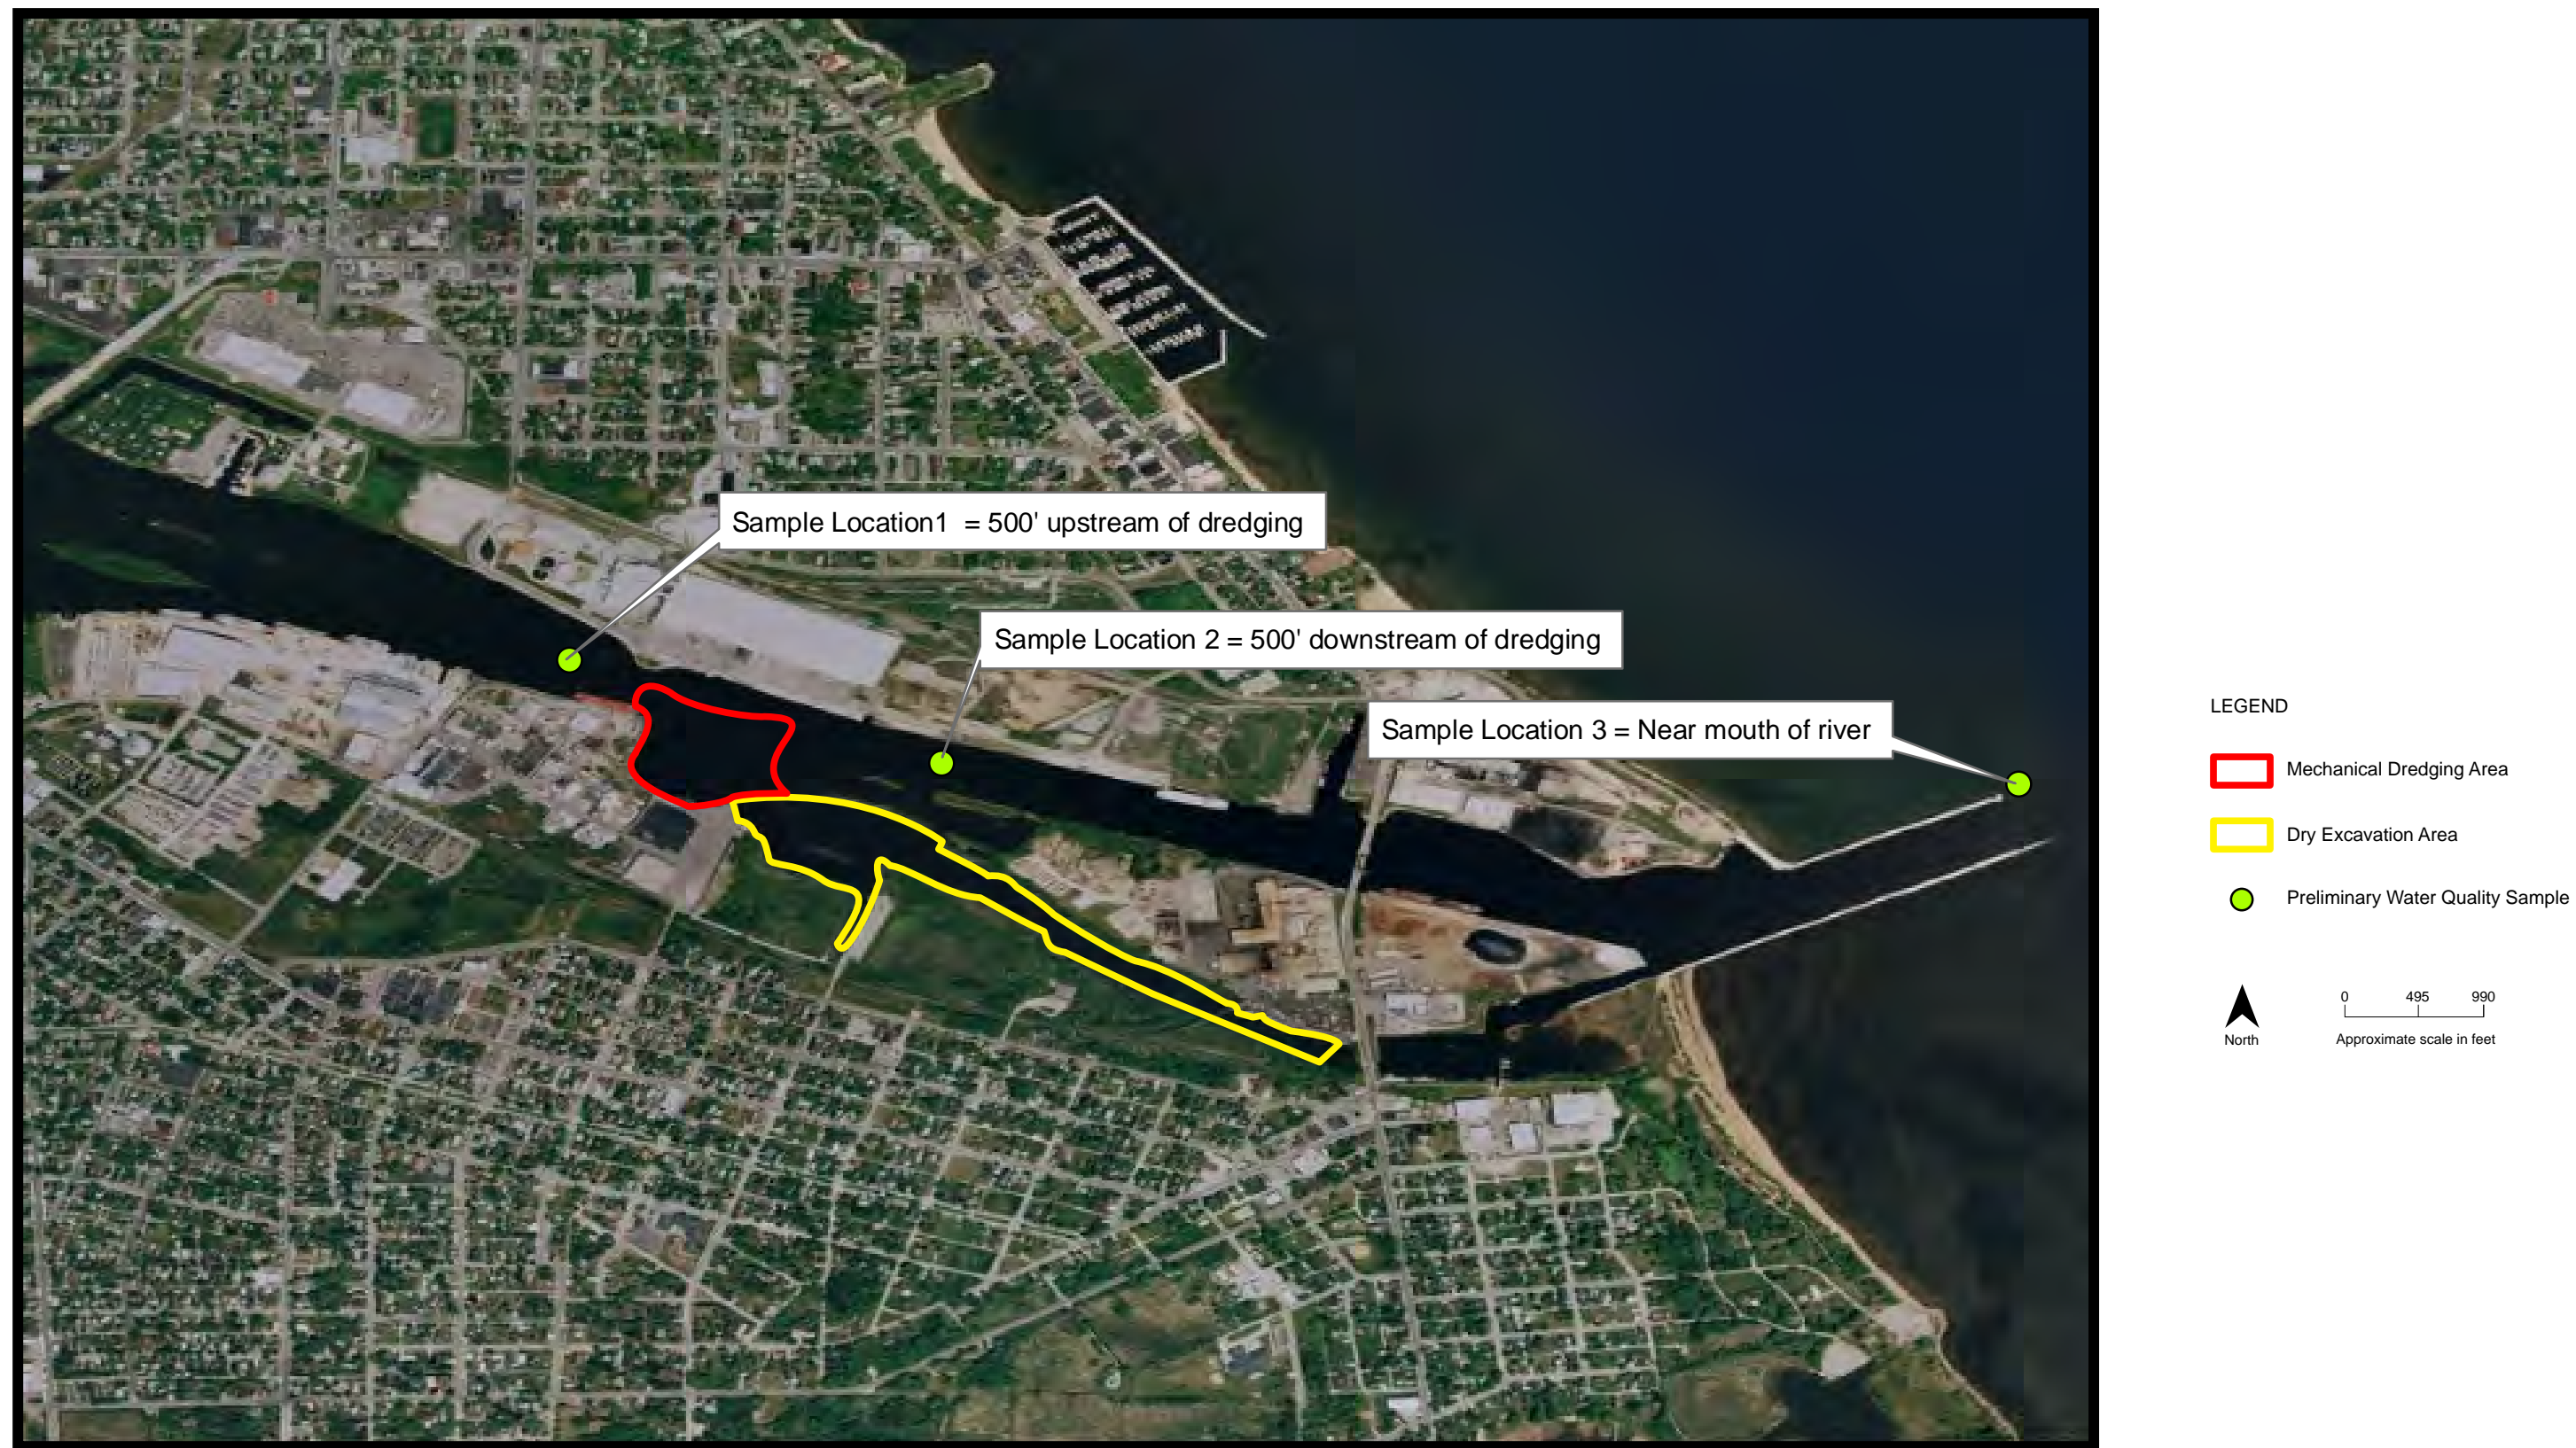 Sample Location1  = 500' upstream of dredging
Sample Location 2 = 500' downstream of dredging
Sample Location 3 = Near mouth of river
LEGEND
Mechanical Dredging Area
Dry Excavation Area
Preliminary Water Quality Sample
North
0 495 990
Approximate scale in feet